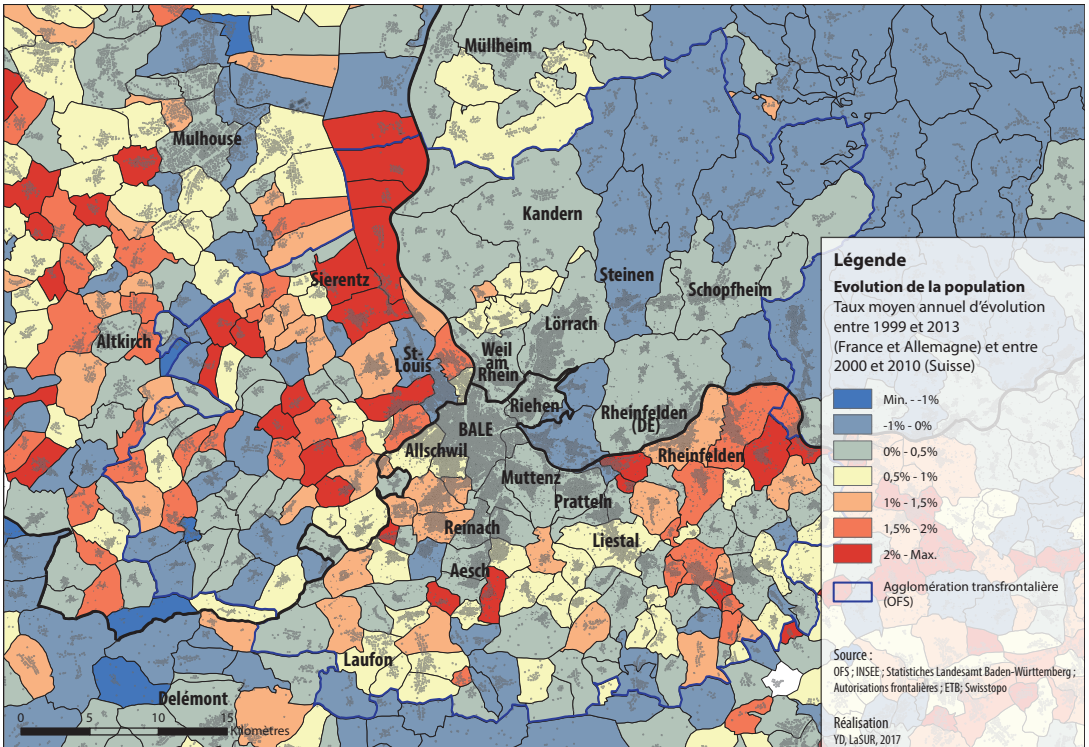 Müllheim
Mulhouse
Kandern
Sierentz
Steinen
Schopfheim
Lörrach
Altkirch
St-
Louis
Weil
am
Rhein
Riehen
BALE
Rheinfelden
(DE)
Allschwil
Rheinfelden
Muttenz
Pratteln
Reinach
Liestal
Aesch
Laufon
Delémont
0 5 10 15
Kilomètres
Légende
Evolution de la population
Taux moyen annuel d'évolution
entre 1999 et 2013
(France et Allemagne) et entre
2000 et 2010 (Suisse)
Min. - -1%
-1% - 0%
0% - 0,5%
0,5% - 1%
1% - 1,5%
1,5% - 2%
2% - Max.
Agglomération transfrontalière
(OFS)
Source :
OFS ; INSEE ; Statistiches Landesamt Baden-Württemberg ;
Autorisations frontalières ; ETB; Swisstopo
Réalisation
YD, LaSUR, 2017